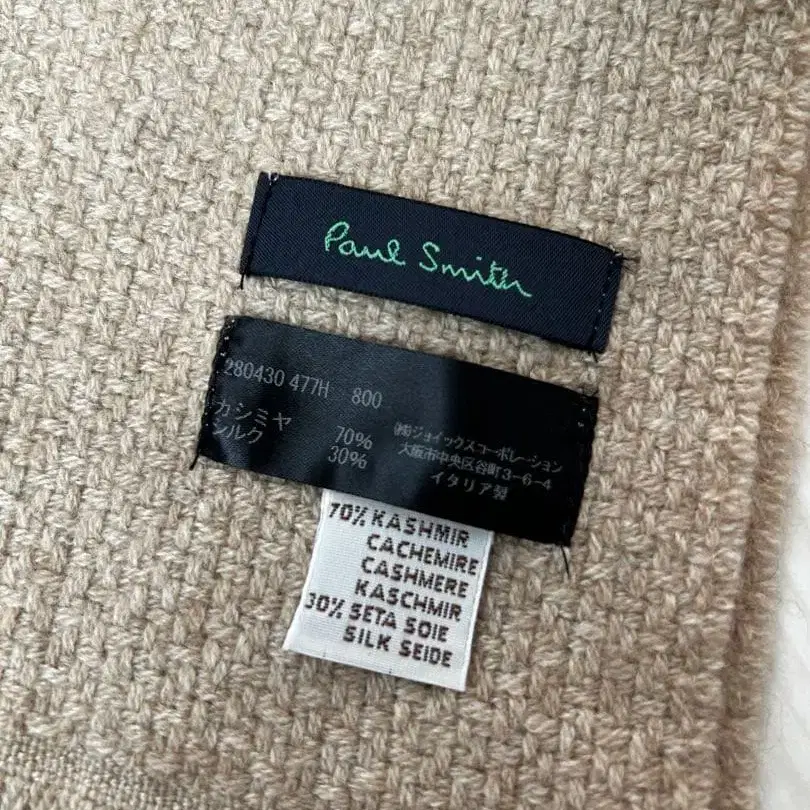 Paul Smith
280430 477H 800
カシミヤ 70%
シルク 30%
㈱ジョイックスコーポレーション
大阪市中央区谷町3-6-4
イタリア製
70% KASHMIR
CACHEMIRE
CASHMERE
KASCHMIR
30% SETA SOIE
SILK SEIDE